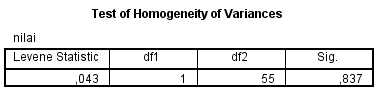 Test of Homogeneity of Variances
nilai
Levene Statistic df1 df2 Sig.
,043 1 55 ,837